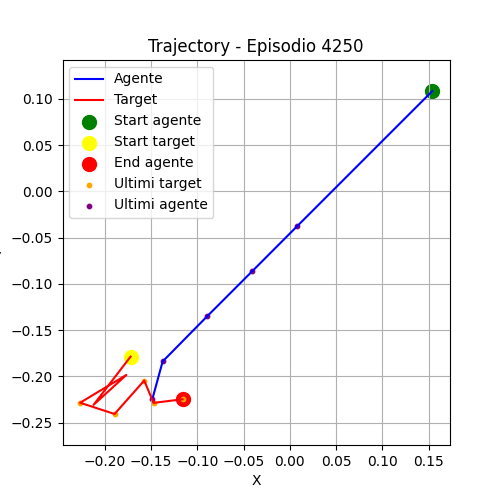 Trajectory - Episodio 4250
Agente
Target
Start agente
Start target
End agente
Ultimi target
Ultimi agente
0.10
0.05
0.00
−0.05
−0.10
−0.15
−0.20
−0.25
−0.20 −0.15 −0.10 −0.05 0.00 0.05 0.10 0.15
X